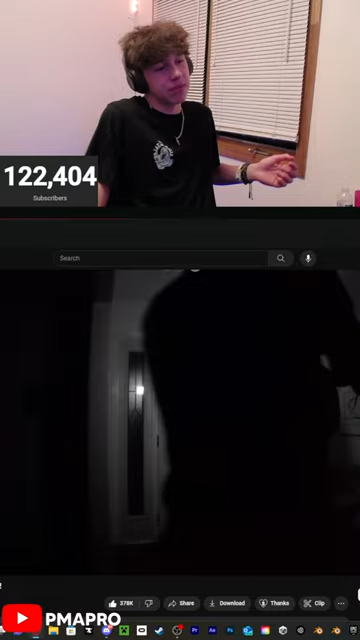 122,404
Subscribers
Search
378K
Share
Download
Thanks
Clip
PMAPRO